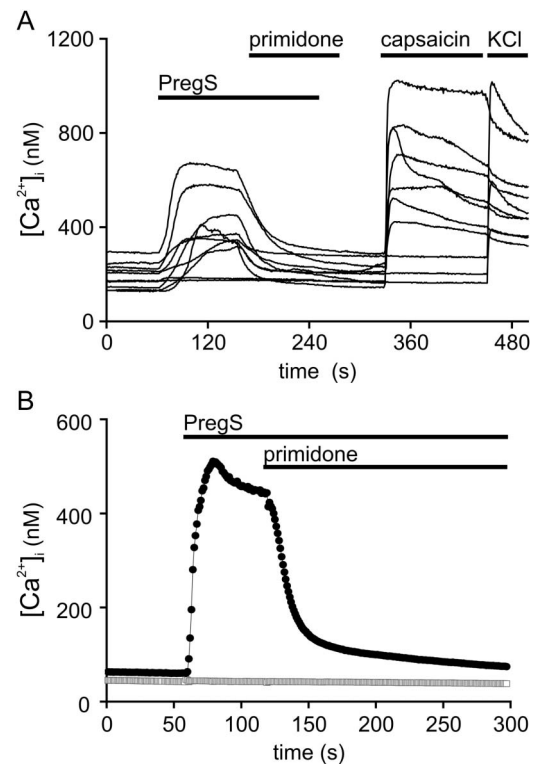 A
primidone capsaicin KCl
PregS
1200
800
400
0
[Ca²⁺]ᵢ (nM)
0 120 240 360 480
time (s)
B
PregS
primidone
600
400
200
0
[Ca²⁺]ᵢ (nM)
0 50 100 150 200 250 300
time (s)